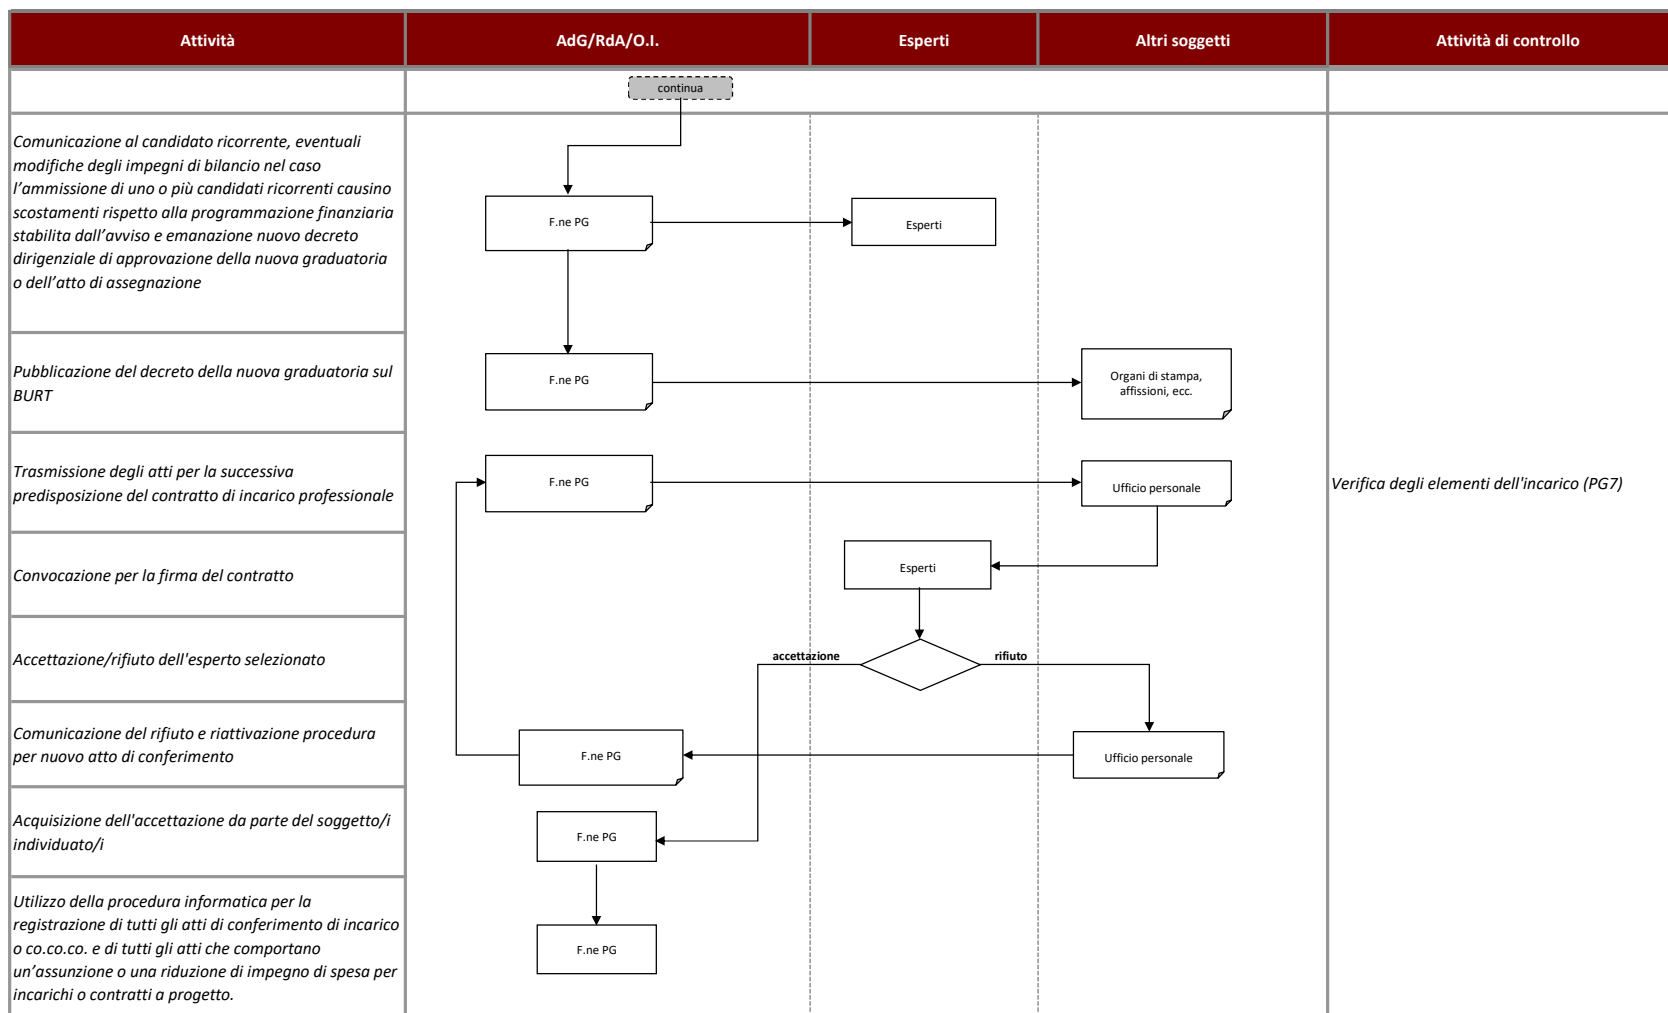 Attività
AdG/RdA/O.I.
Esperti
Altri soggetti
Attività di controllo
continua
Comunicazione al candidato ricorrente, eventuali
modifiche degli impegni di bilancio nel caso
l'ammissione di uno o più candidati ricorrenti causino
scostamenti rispetto alla programmazione finanziaria
stabilita dall'avviso e emanazione nuovo decreto
dirigenziale di approvazione della nuova graduatoria
o dell'atto di assegnazione
F.ne PG
Esperti
Pubblicazione del decreto della nuova graduatoria sul
BURT
F.ne PG
Organi di stampa,
affissioni, ecc.
Trasmissione degli atti per la successiva
predisposizione del contratto di incarico professionale
F.ne PG
Ufficio personale
Verifica degli elementi dell'incarico (PG7)
Convocazione per la firma del contratto
Esperti
Accettazione/rifiuto dell'esperto selezionato
accettazione
rifiuto
Comunicazione del rifiuto e riattivazione procedura
per nuovo atto di conferimento
F.ne PG
Ufficio personale
Acquisizione dell'accettazione da parte del soggetto/i
individuato/i
F.ne PG
Utilizzo della procedura informatica per la
registrazione di tutti gli atti di conferimento di incarico
o co.co.co. e di tutti gli atti che comportano
un'assunzione o una riduzione di impegno di spesa per
incarichi o contratti a progetto.
F.ne PG